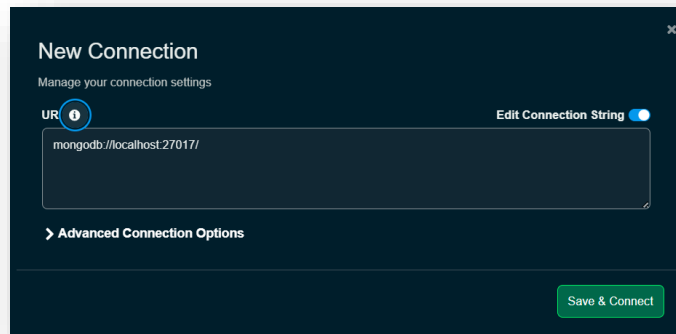 New Connection
Manage your connection settings
UR
Edit Connection String
mongodb://localhost:27017/
Advanced Connection Options
Save & Connect